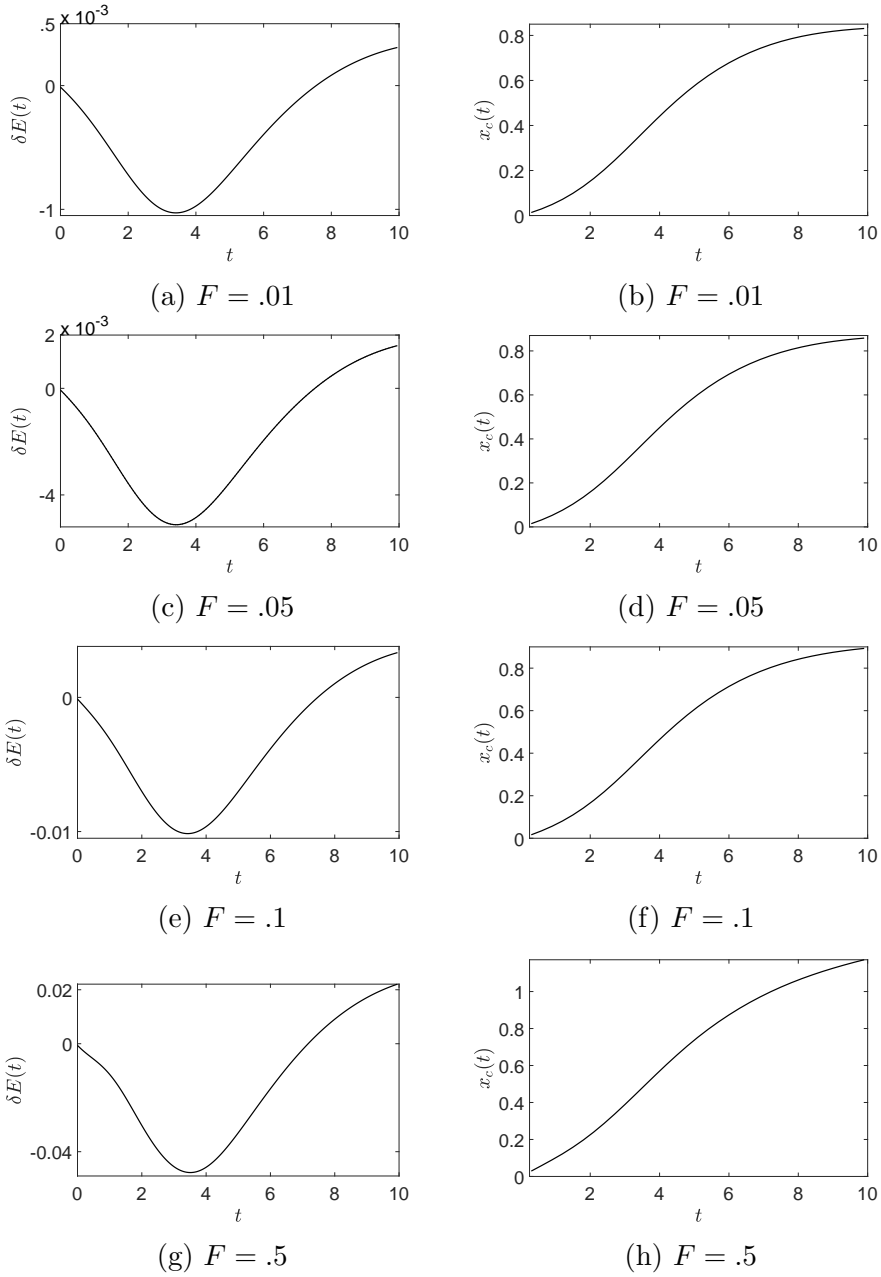 .5 x 10-3
0
-1
δE(t)
0 2 4 6 8 10
t
(a) F = .01
0.8
0.6
0.4
0.2
0
x_c(t)
2 4 6 8 10
t
(b) F = .01
2 x 10-3
0
-4
δE(t)
0 2 4 6 8 10
t
(c) F = .05
0.8
0.6
0.4
0.2
0
x_c(t)
2 4 6 8 10
t
(d) F = .05
0
-0.01
δE(t)
0 2 4 6 8 10
t
(e) F = .1
0.8
0.6
0.4
0.2
0
x_c(t)
2 4 6 8 10
t
(f) F = .1
0.02
0
-0.04
δE(t)
0 2 4 6 8 10
t
(g) F = .5
1
0.8
0.6
0.4
0.2
0
x_c(t)
2 4 6 8 10
t
(h) F = .5